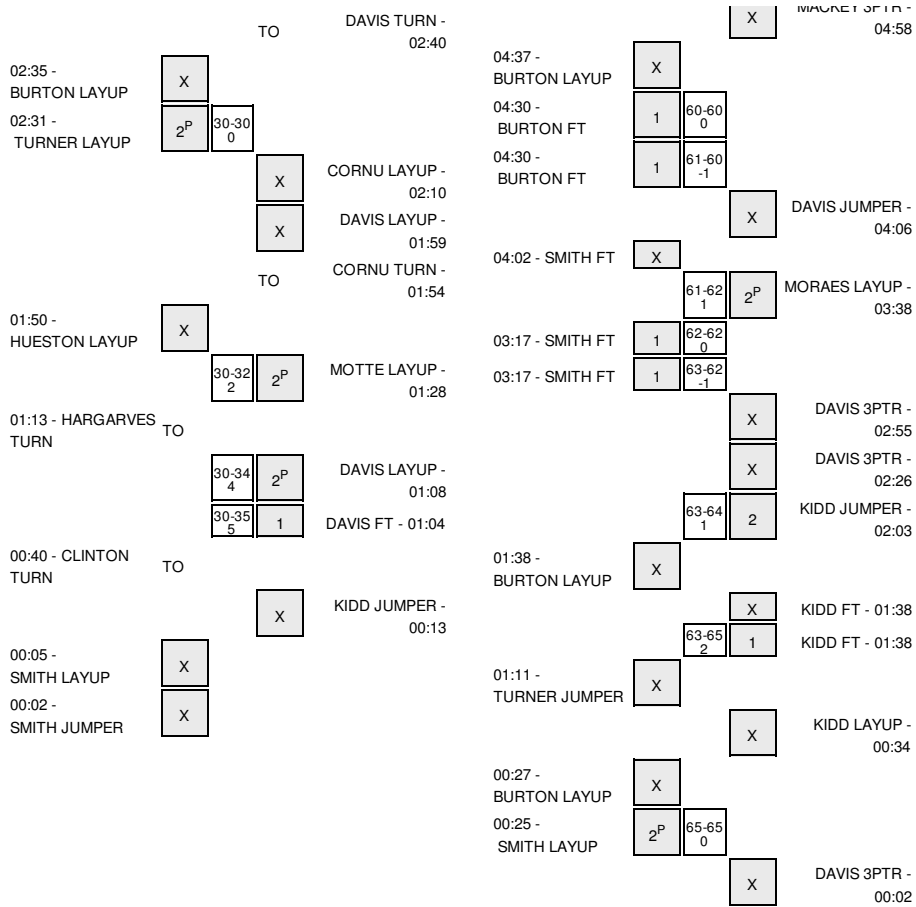 TO
DAVIS TURN -
02:40
02:35 -
BURTON LAYUP
X
02:31 -
TURNER LAYUP
2P
30-30
0
X
CORNU LAYUP -
02:10
X
DAVIS LAYUP -
01:59
TO
CORNU TURN -
01:54
01:50 -
HUESTON LAYUP
X
30-32
2
2P
MOTTE LAYUP -
01:28
01:13 - HARGARVES
TURN
TO
30-34
4
2P
DAVIS LAYUP -
01:08
30-35
5
1
DAVIS FT - 01:04
00:40 - CLINTON
TURN
TO
X
KIDD JUMPER -
00:13
00:05 -
SMITH LAYUP
X
00:02 -
SMITH JUMPER
X
X
MACKEY 3PTR -
04:58
04:37 -
BURTON LAYUP
X
04:30 -
BURTON FT
1
60-60
0
04:30 -
BURTON FT
1
61-60
-1
X
DAVIS JUMPER -
04:06
04:02 - SMITH FT
X
61-62
1
2P
MORAES LAYUP -
03:38
03:17 - SMITH FT
1
62-62
0
03:17 - SMITH FT
1
63-62
-1
X
DAVIS 3PTR -
02:55
X
DAVIS 3PTR -
02:26
63-64
1
2
KIDD JUMPER -
02:03
01:38 -
BURTON LAYUP
X
X
KIDD FT - 01:38
63-65
2
1
KIDD FT - 01:38
01:11 -
TURNER JUMPER
X
X
KIDD LAYUP -
00:34
00:27 -
BURTON LAYUP
X
00:25 -
SMITH LAYUP
2P
65-65
0
X
DAVIS 3PTR -
00:02